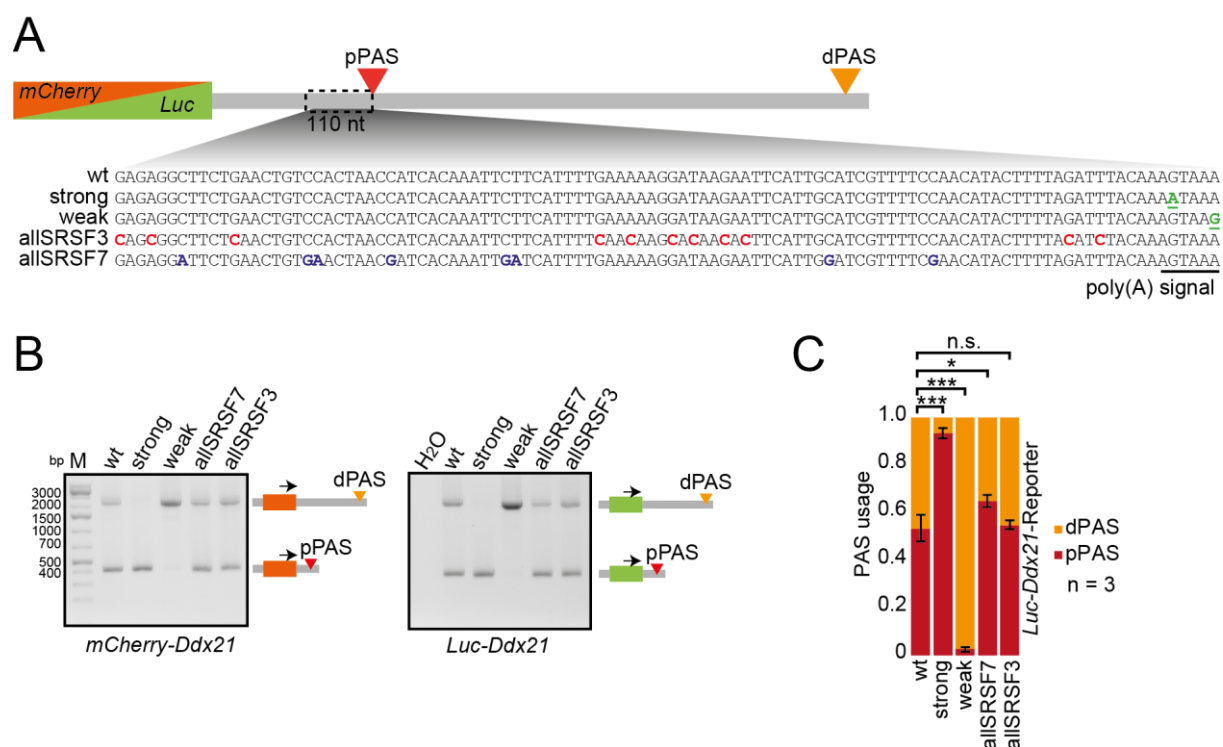 A
pPAS
dPAS
mCherry
Luc
110 nt
wt GAGAGGCTTCTGAACTGTCCACTAACCATCACAAATTCTTCATTTTGAAAAAGGATAAGAATTCATTGCATCGTTTTCCAACATACTTTTAGATTTACAAAGTAAA
strong GAGAGGCTTCTGAACTGTCCACTAACCATCACAAATTCTTCATTTTGAAAAAGGATAAGAATTCATTGCATCGTTTTCCAACATACTTTTAGATTTACAAAATAAA
weak GAGAGGCTTCTGAACTGTCCACTAACCATCACAAATTCTTCATTTTGAAAAAGGATAAGAATTCATTGCATCGTTTTCCAACATACTTTTAGATTTACAAAGTAAG
allSRSF3 CAGCGGCTTCTCAACTGTCCACTAACCATCACAAATTCTTCATTTTCAACAAGCACAACACTTCATTGCATCGTTTTCCAACATACTTTTACATCTACAAAGTAAA
allSRSF7 GAGAGGATTCTGAACTGTGAACTAACGATCACAAATTGATCATTTTGAAAAAGGATAAGAATTCATTGGATCGTTTTCGAACATACTTTTAGATTTACAAAGTAAA
poly(A) signal
B
bp M wt strong weak allSRSF7 allSRSF3
3000
2000
1500
1000
700
500
400
dPAS
pPAS
mCherry-Ddx21
H2O wt strong weak allSRSF7 allSRSF3
dPAS
pPAS
Luc-Ddx21
C
n.s.
*
***
***
PAS usage
1.0
0.8
0.6
0.4
0.2
0
wt strong weak allSRSF7 allSRSF3
Luc-Ddx21-Reporter
dPAS
pPAS
n = 3